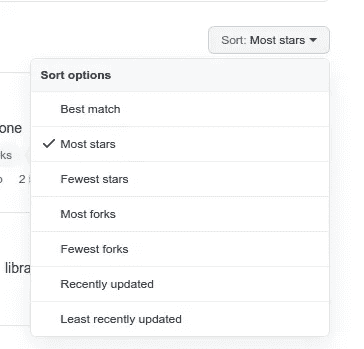 Sort: Most stars
Sort options
Best match
one
Most stars
ks
Fewest stars
2
Most forks
Fewest forks
libra
Recently updated
Least recently updated